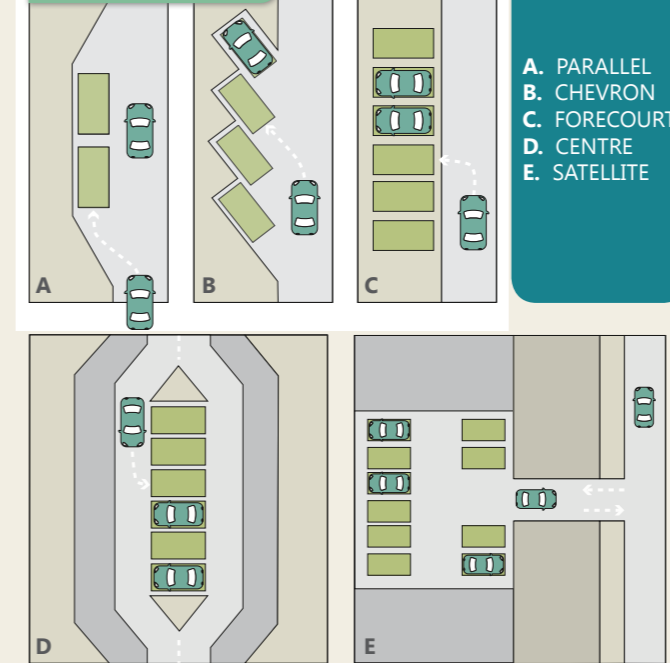 A. PARALLEL
B. CHEVRON
C. FORECOURT
D. CENTRE
E. SATELLITE
A
B
C
D
E